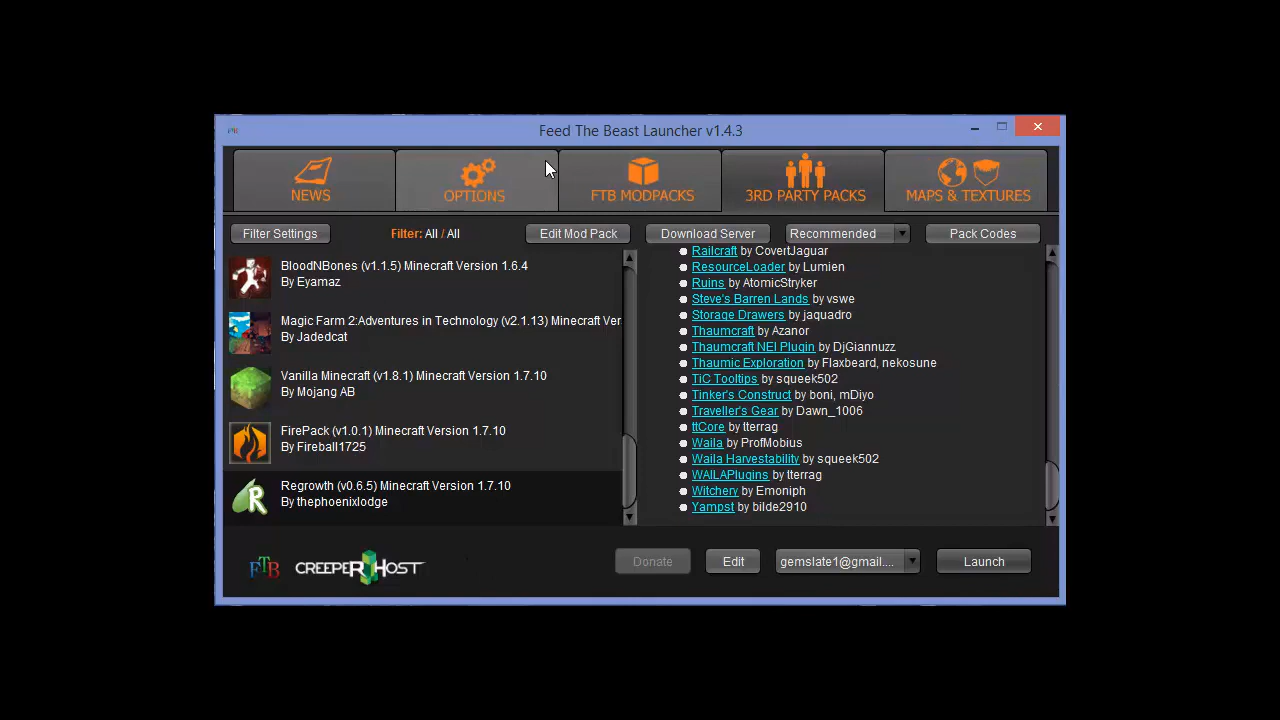 Feed The Beast Launcher v1.4.3
NEWS
OPTIONS
FTB MODPACKS
3RD PARTY PACKS
MAPS & TEXTURES
Filter Settings
Filter: All / All
Edit Mod Pack
Download Server
Recommended
Pack Codes
BloodNBones (v1.1.5) Minecraft Version 1.6.4
By Eyamaz
Magic Farm 2:Adventures in Technology (v2.1.13) Minecraft Ver
By Jadedcat
Vanilla Minecraft (v1.8.1) Minecraft Version 1.7.10
By Mojang AB
FirePack (v1.0.1) Minecraft Version 1.7.10
By Fireball1725
R
Regrowth (v0.6.5) Minecraft Version 1.7.10
By thephoenixlodge
Railcraft by CovertJaguar
ResourceLoader by Lumien
Ruins by AtomicStryker
Steve's Barren Lands by vswe
Storage Drawers by jaquadro
Thaumcraft by Azanor
Thaumcraft NEI Plugin by DjGiannuzz
Thaumic Exploration by Flaxbeard, nekosune
TiC Tooltips by squeek502
Tinker's Construct by boni, mDiyo
Traveller's Gear by Dawn_1006
ttCore by tterrag
Waila by ProfMobius
Waila Harvestability by squeek502
WAILAPlugins by tterrag
Witchery by Emoniph
Yampst by bilde2910
FTB
CREEPERHOST
Donate
Edit
gemslate1@gmail....
Launch